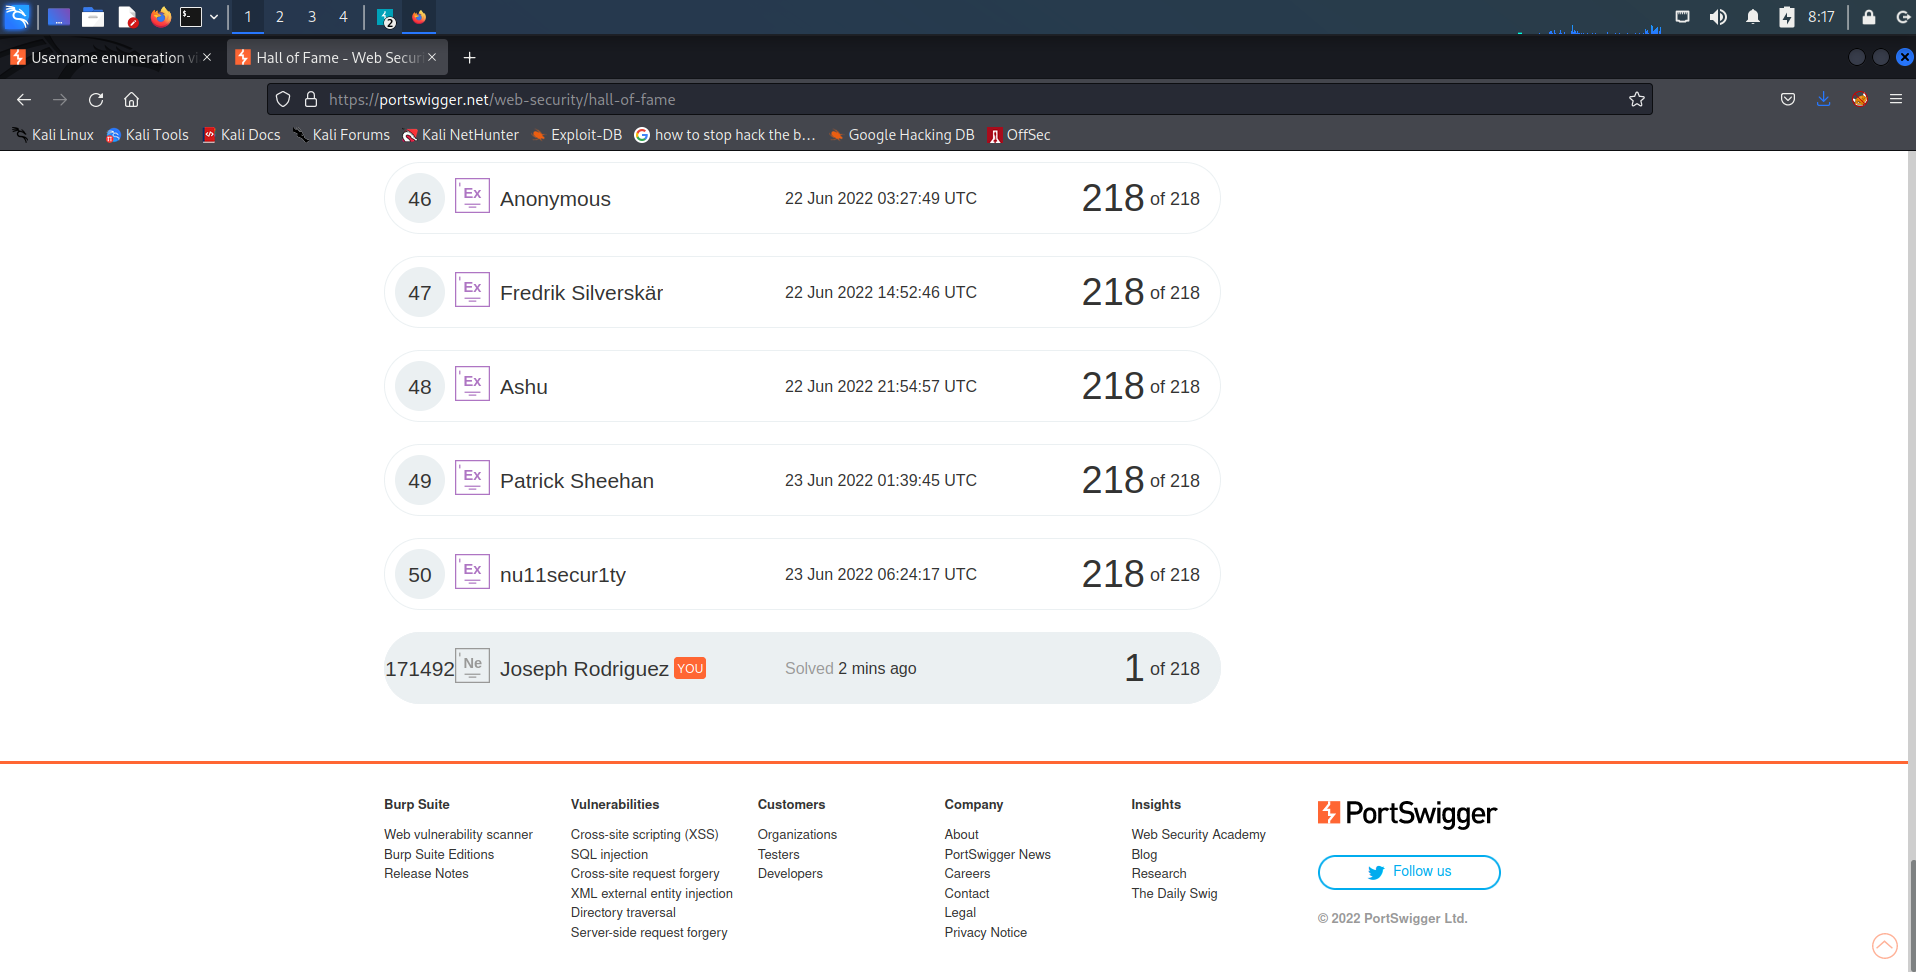 1 2 3 4 2 8:17
Username enumeration vi Hall of Fame - Web Securi
https://portswigger.net/web-security/hall-of-fame
Kali Linux Kali Tools Kali Docs Kali Forums Kali NetHunter Exploit-DB how to stop hack the b… Google Hacking DB OffSec
46 Ex Anonymous 22 Jun 2022 03:27:49 UTC 218 of 218
47 Ex Fredrik Silverskär 22 Jun 2022 14:52:46 UTC 218 of 218
48 Ex Ashu 22 Jun 2022 21:54:57 UTC 218 of 218
49 Ex Patrick Sheehan 23 Jun 2022 01:39:45 UTC 218 of 218
50 Ex nu11secur1ty 23 Jun 2022 06:24:17 UTC 218 of 218
171492 Ne Joseph Rodriguez YOU Solved 2 mins ago 1 of 218
Burp Suite
Web vulnerability scanner
Burp Suite Editions
Release Notes
Vulnerabilities
Cross-site scripting (XSS)
SQL injection
Cross-site request forgery
XML external entity injection
Directory traversal
Server-side request forgery
Customers
Organizations
Testers
Developers
Company
About
PortSwigger News
Careers
Contact
Legal
Privacy Notice
Insights
Web Security Academy
Blog
Research
The Daily Swig
PortSwigger
Follow us
© 2022 PortSwigger Ltd.